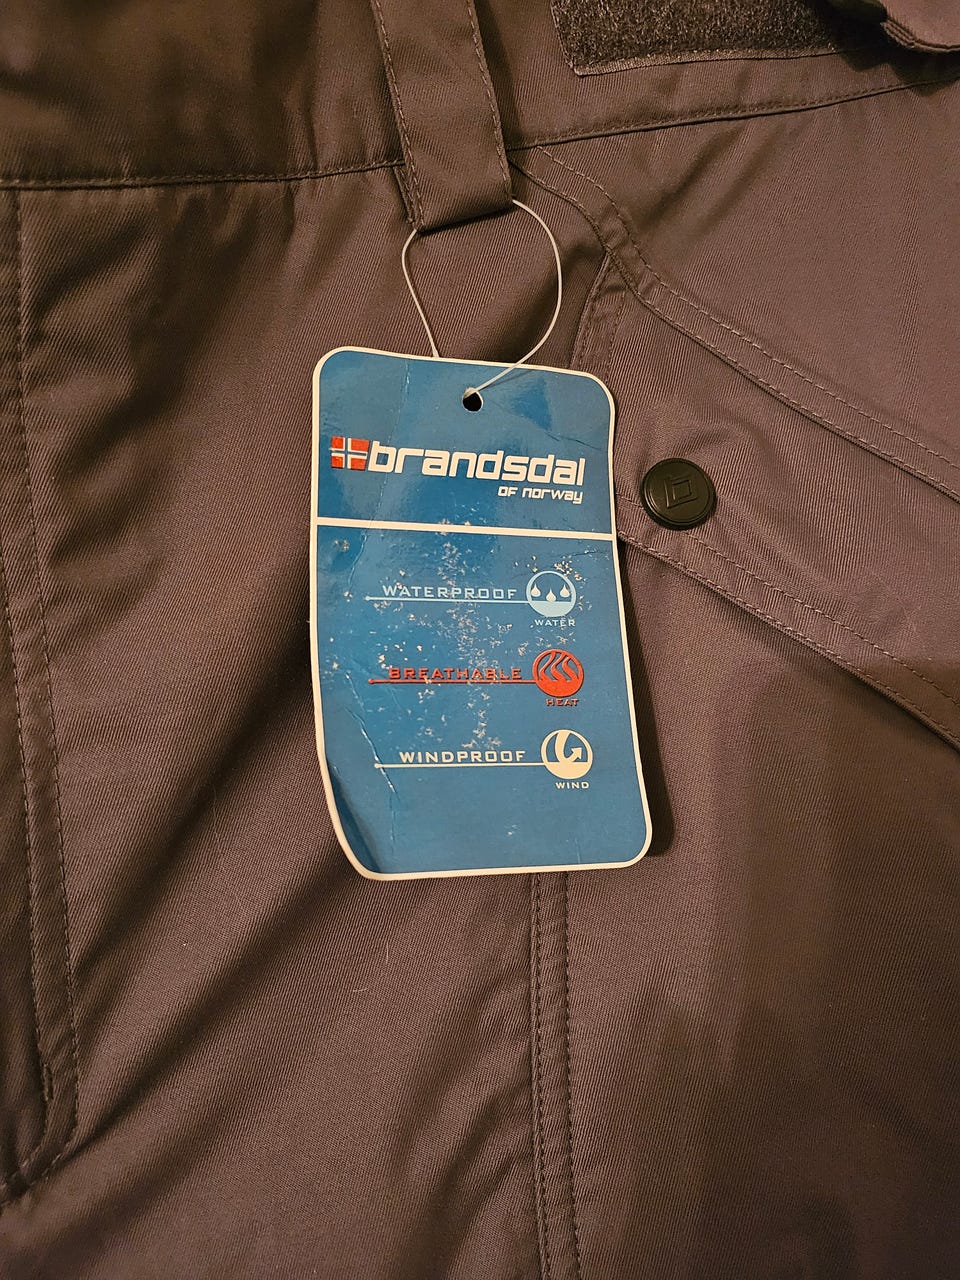 brandsdal
OF norway
WATERPROOF
WATER
BREATHABLE
HEAT
WINDPROOF
WIND